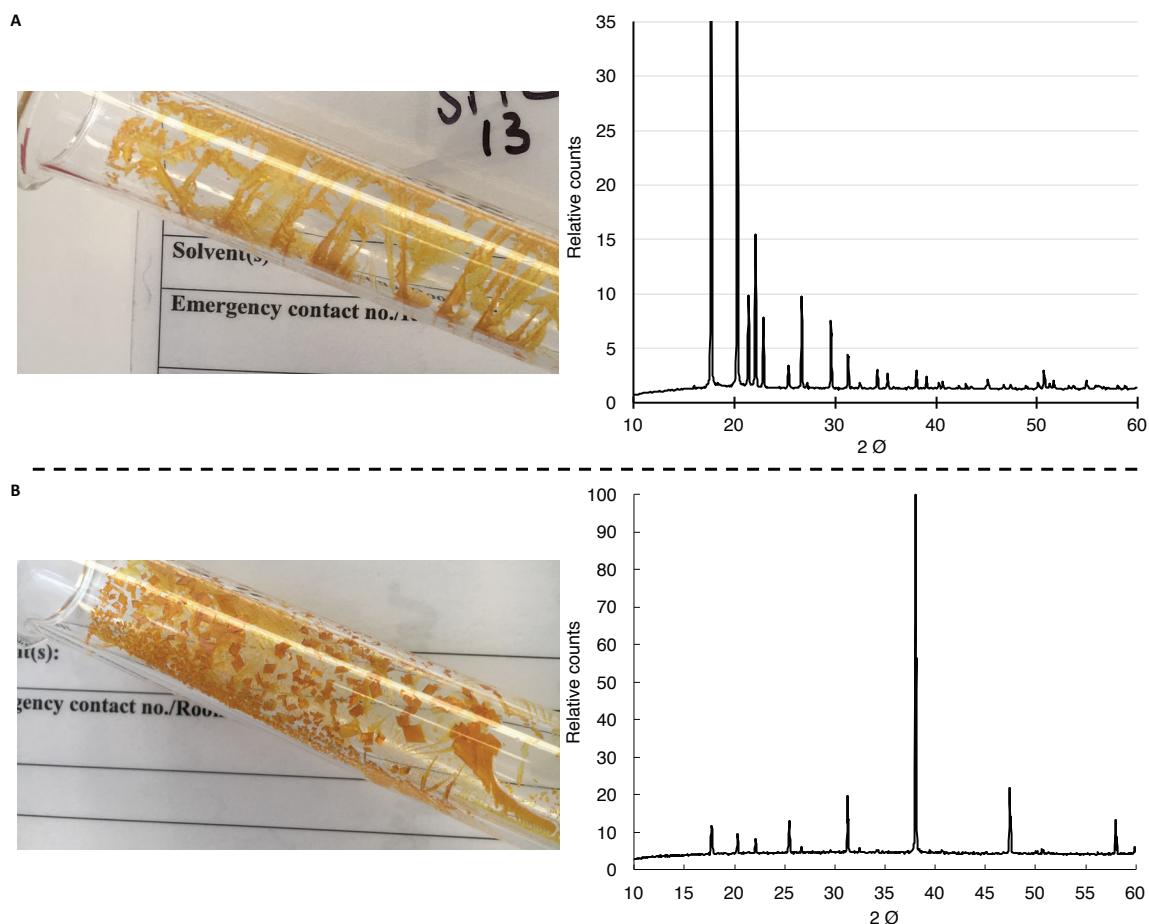 A
13
Solvent(s)
Emergency contact no./
35
30
25
20
15
10
5
0
Relative counts
10 20 30 40 50 60
2 Ø
B
t(s):
gency contact no./Roo
100
90
80
70
60
50
40
30
20
10
0
Relative counts
10 15 20 25 30 35 40 45 50 55 60
2 Ø